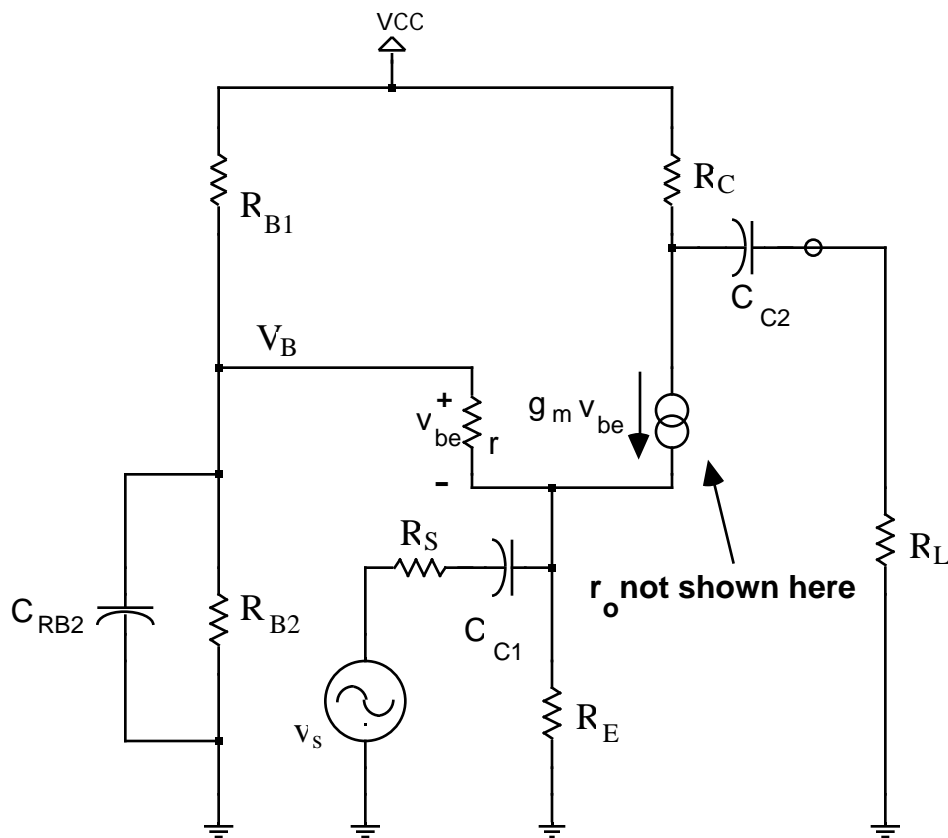 VCC
R_B1
R_C
C_C2
V_B
+
v_be
r
-
g_m v_be
R_S
C_C1
r_o not shown here
R_L
C_RB2
R_B2
v_s
R_E